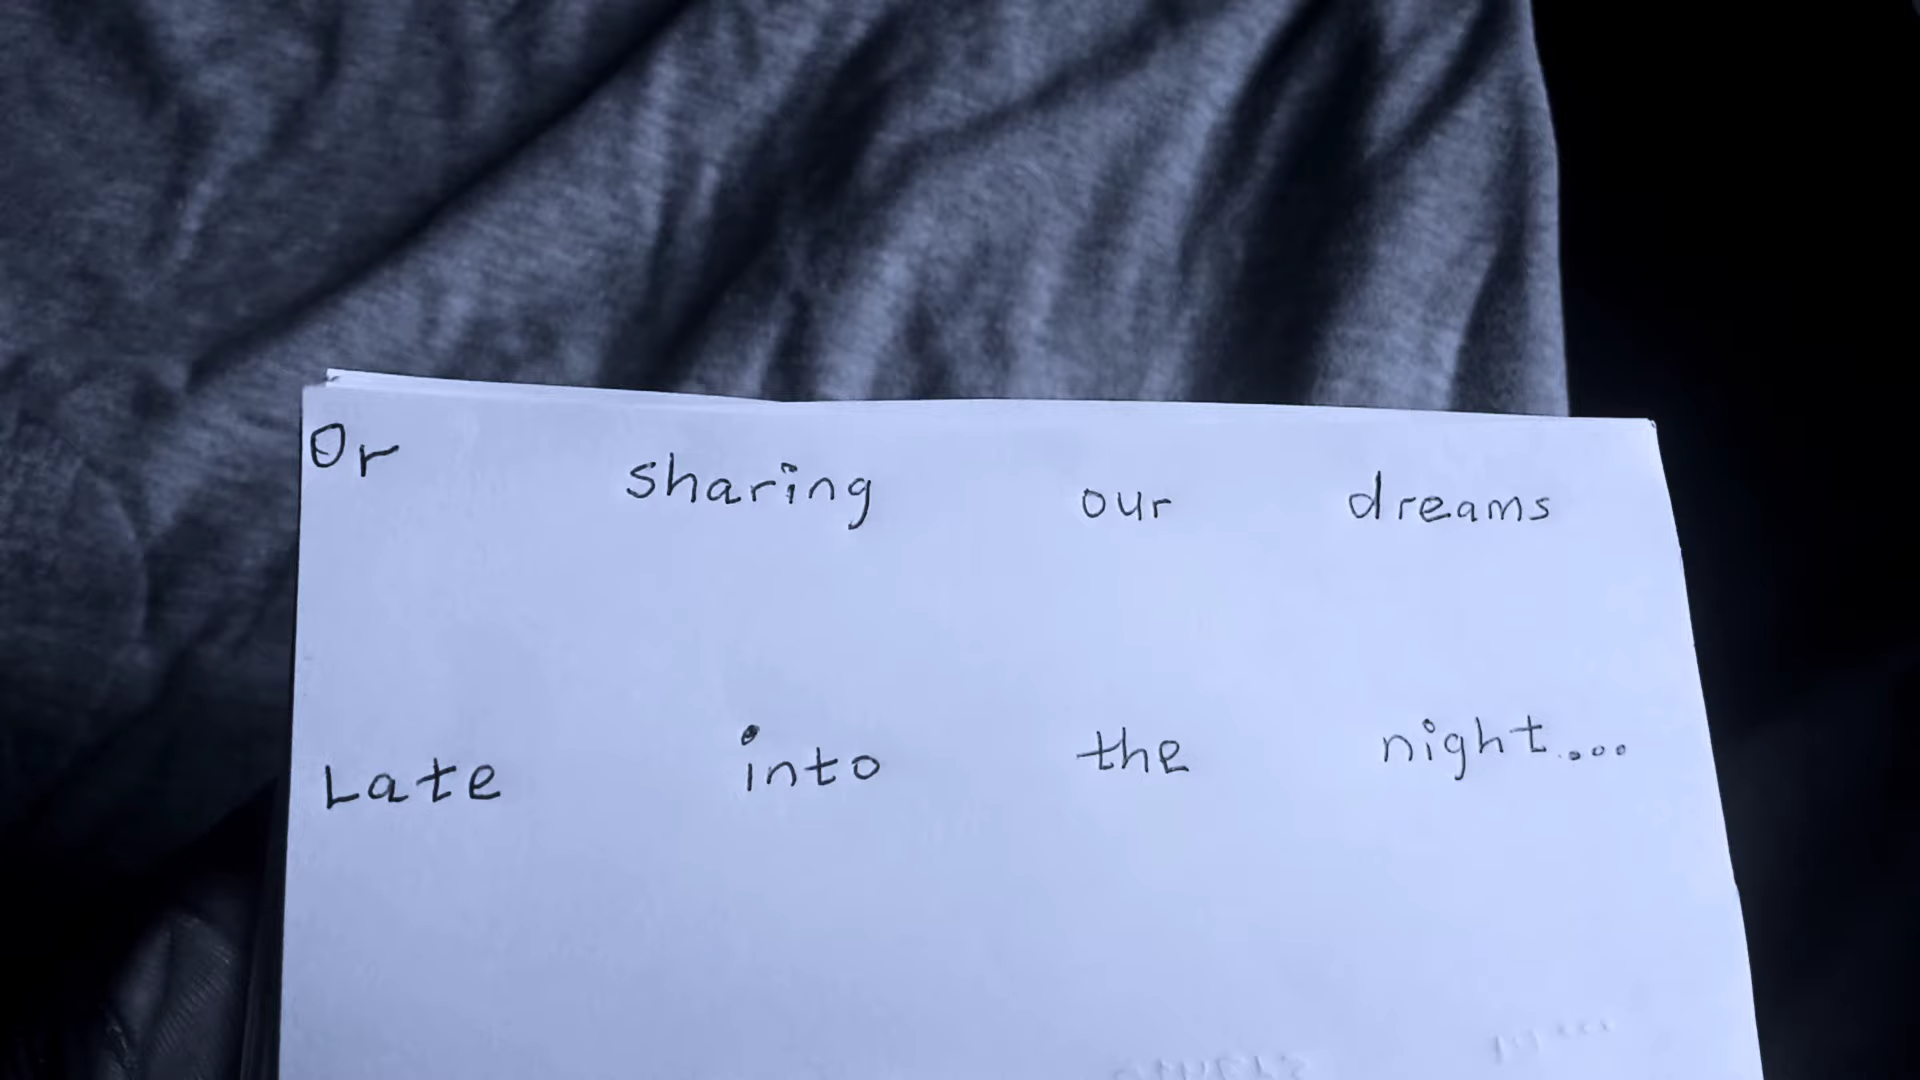 Or sharing our dreams
Late into the night....